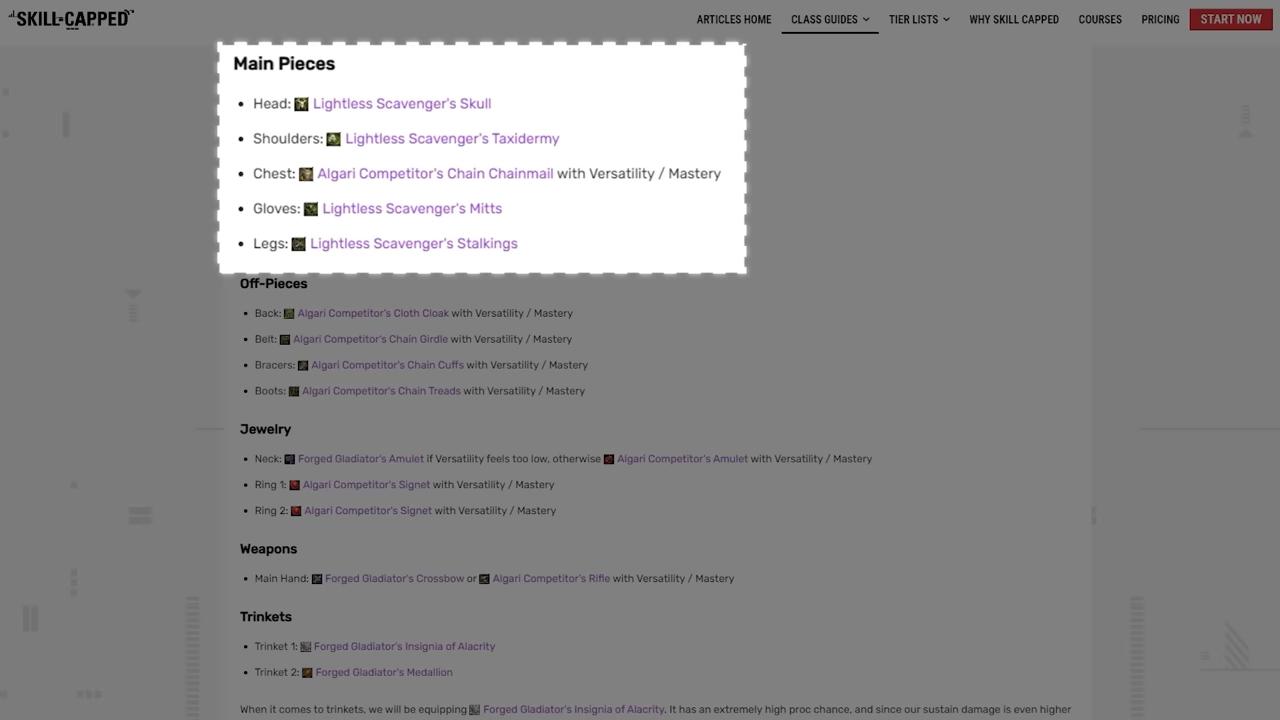 SKILL-CAPPED
ARTICLES HOME CLASS GUIDES TIER LISTS WHY SKILL CAPPED COURSES PRICING START NOW
Main Pieces
• Head: Lightless Scavenger's Skull
• Shoulders: Lightless Scavenger's Taxidermy
• Chest: Algari Competitor's Chain Chainmail with Versatility / Mastery
• Gloves: Lightless Scavenger's Mitts
• Legs: Lightless Scavenger's Stalkings
Off-Pieces
• Back: Algari Competitor's Cloth Cloak with Versatility / Mastery
• Belt: Algari Competitor's Chain Girdle with Versatility / Mastery
• Bracers: Algari Competitor's Chain Cuffs with Versatility / Mastery
• Boots: Algari Competitor's Chain Treads with Versatility / Mastery
Jewelry
• Neck: Forged Gladiator's Amulet if Versatility feels too low, otherwise Algari Competitor's Amulet with Versatility / Mastery
• Ring 1: Algari Competitor's Signet with Versatility / Mastery
• Ring 2: Algari Competitor's Signet with Versatility / Mastery
Weapons
• Main Hand: Forged Gladiator's Crossbow or Algari Competitor's Rifle with Versatility / Mastery
Trinkets
• Trinket 1: Forged Gladiator's Insignia of Alacrity
• Trinket 2: Forged Gladiator's Medallion
When it comes to trinkets, we will be equipping Forged Gladiator's Insignia of Alacrity. It has an extremely high proc chance, and since our sustain damage is even higher